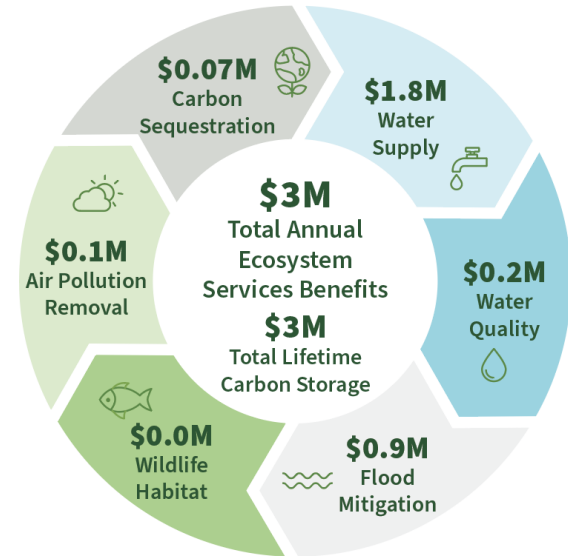 $0.07M
Carbon
Sequestration
$1.8M
Water
Supply
$0.2M
Water
Quality
$0.9M
Flood
Mitigation
$0.0M
Wildlife
Habitat
$0.1M
Air Pollution
Removal
$3M
Total Annual
Ecosystem
Services Benefits
$3M
Total Lifetime
Carbon Storage